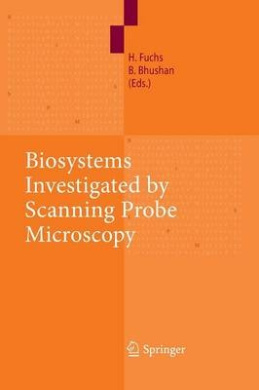 H. Fuchs
B. Bhushan
(Eds.)
Biosystems
Investigated by
Scanning Probe
Microscopy
Springer